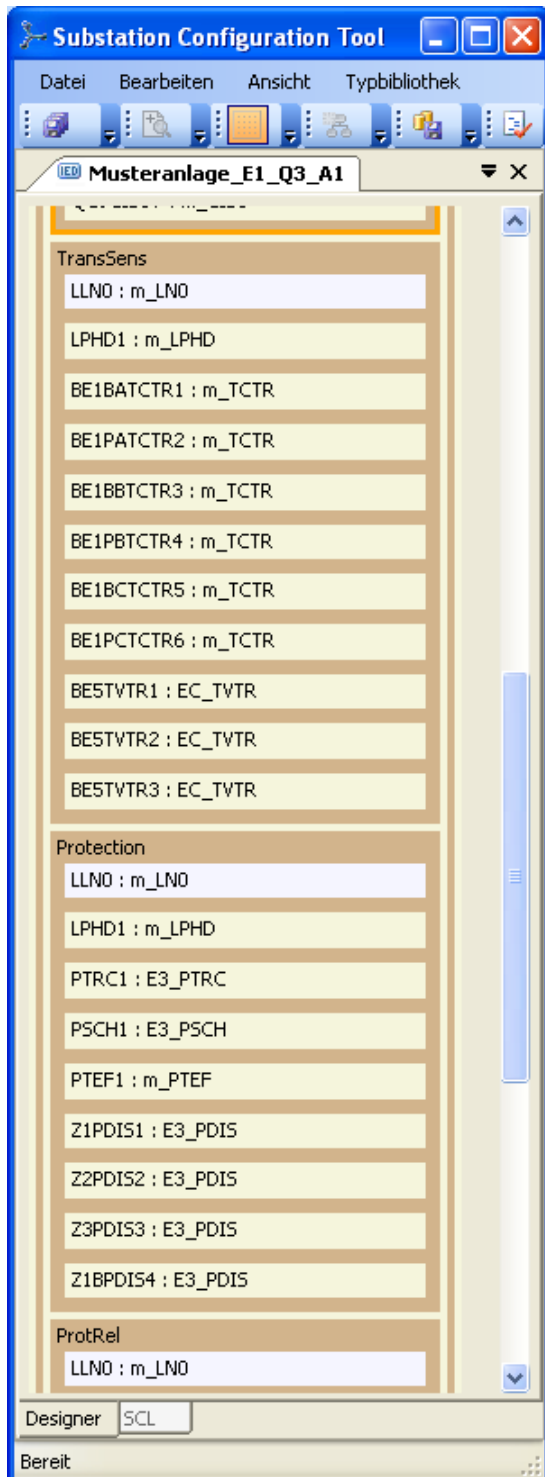 Substation Configuration Tool
Datei Bearbeiten Ansicht Typbibliothek
IED Musteranlage_E1_Q3_A1
TransSens
LLN0 : m_LN0
LPHD1 : m_LPHD
BE1BATCTR1 : m_TCTR
BE1PATCTR2 : m_TCTR
BE1BBTCTR3 : m_TCTR
BE1PBTCTR4 : m_TCTR
BE1BCTCTR5 : m_TCTR
BE1PCTCTR6 : m_TCTR
BE5TVTR1 : EC_TVTR
BE5TVTR2 : EC_TVTR
BE5TVTR3 : EC_TVTR
Protection
LLN0 : m_LN0
LPHD1 : m_LPHD
PTRC1 : E3_PTRC
PSCH1 : E3_PSCH
PTEF1 : m_PTEF
Z1PDIS1 : E3_PDIS
Z2PDIS2 : E3_PDIS
Z3PDIS3 : E3_PDIS
Z1BPDIS4 : E3_PDIS
ProtRel
LLN0 : m_LN0
Designer SCL
Bereit